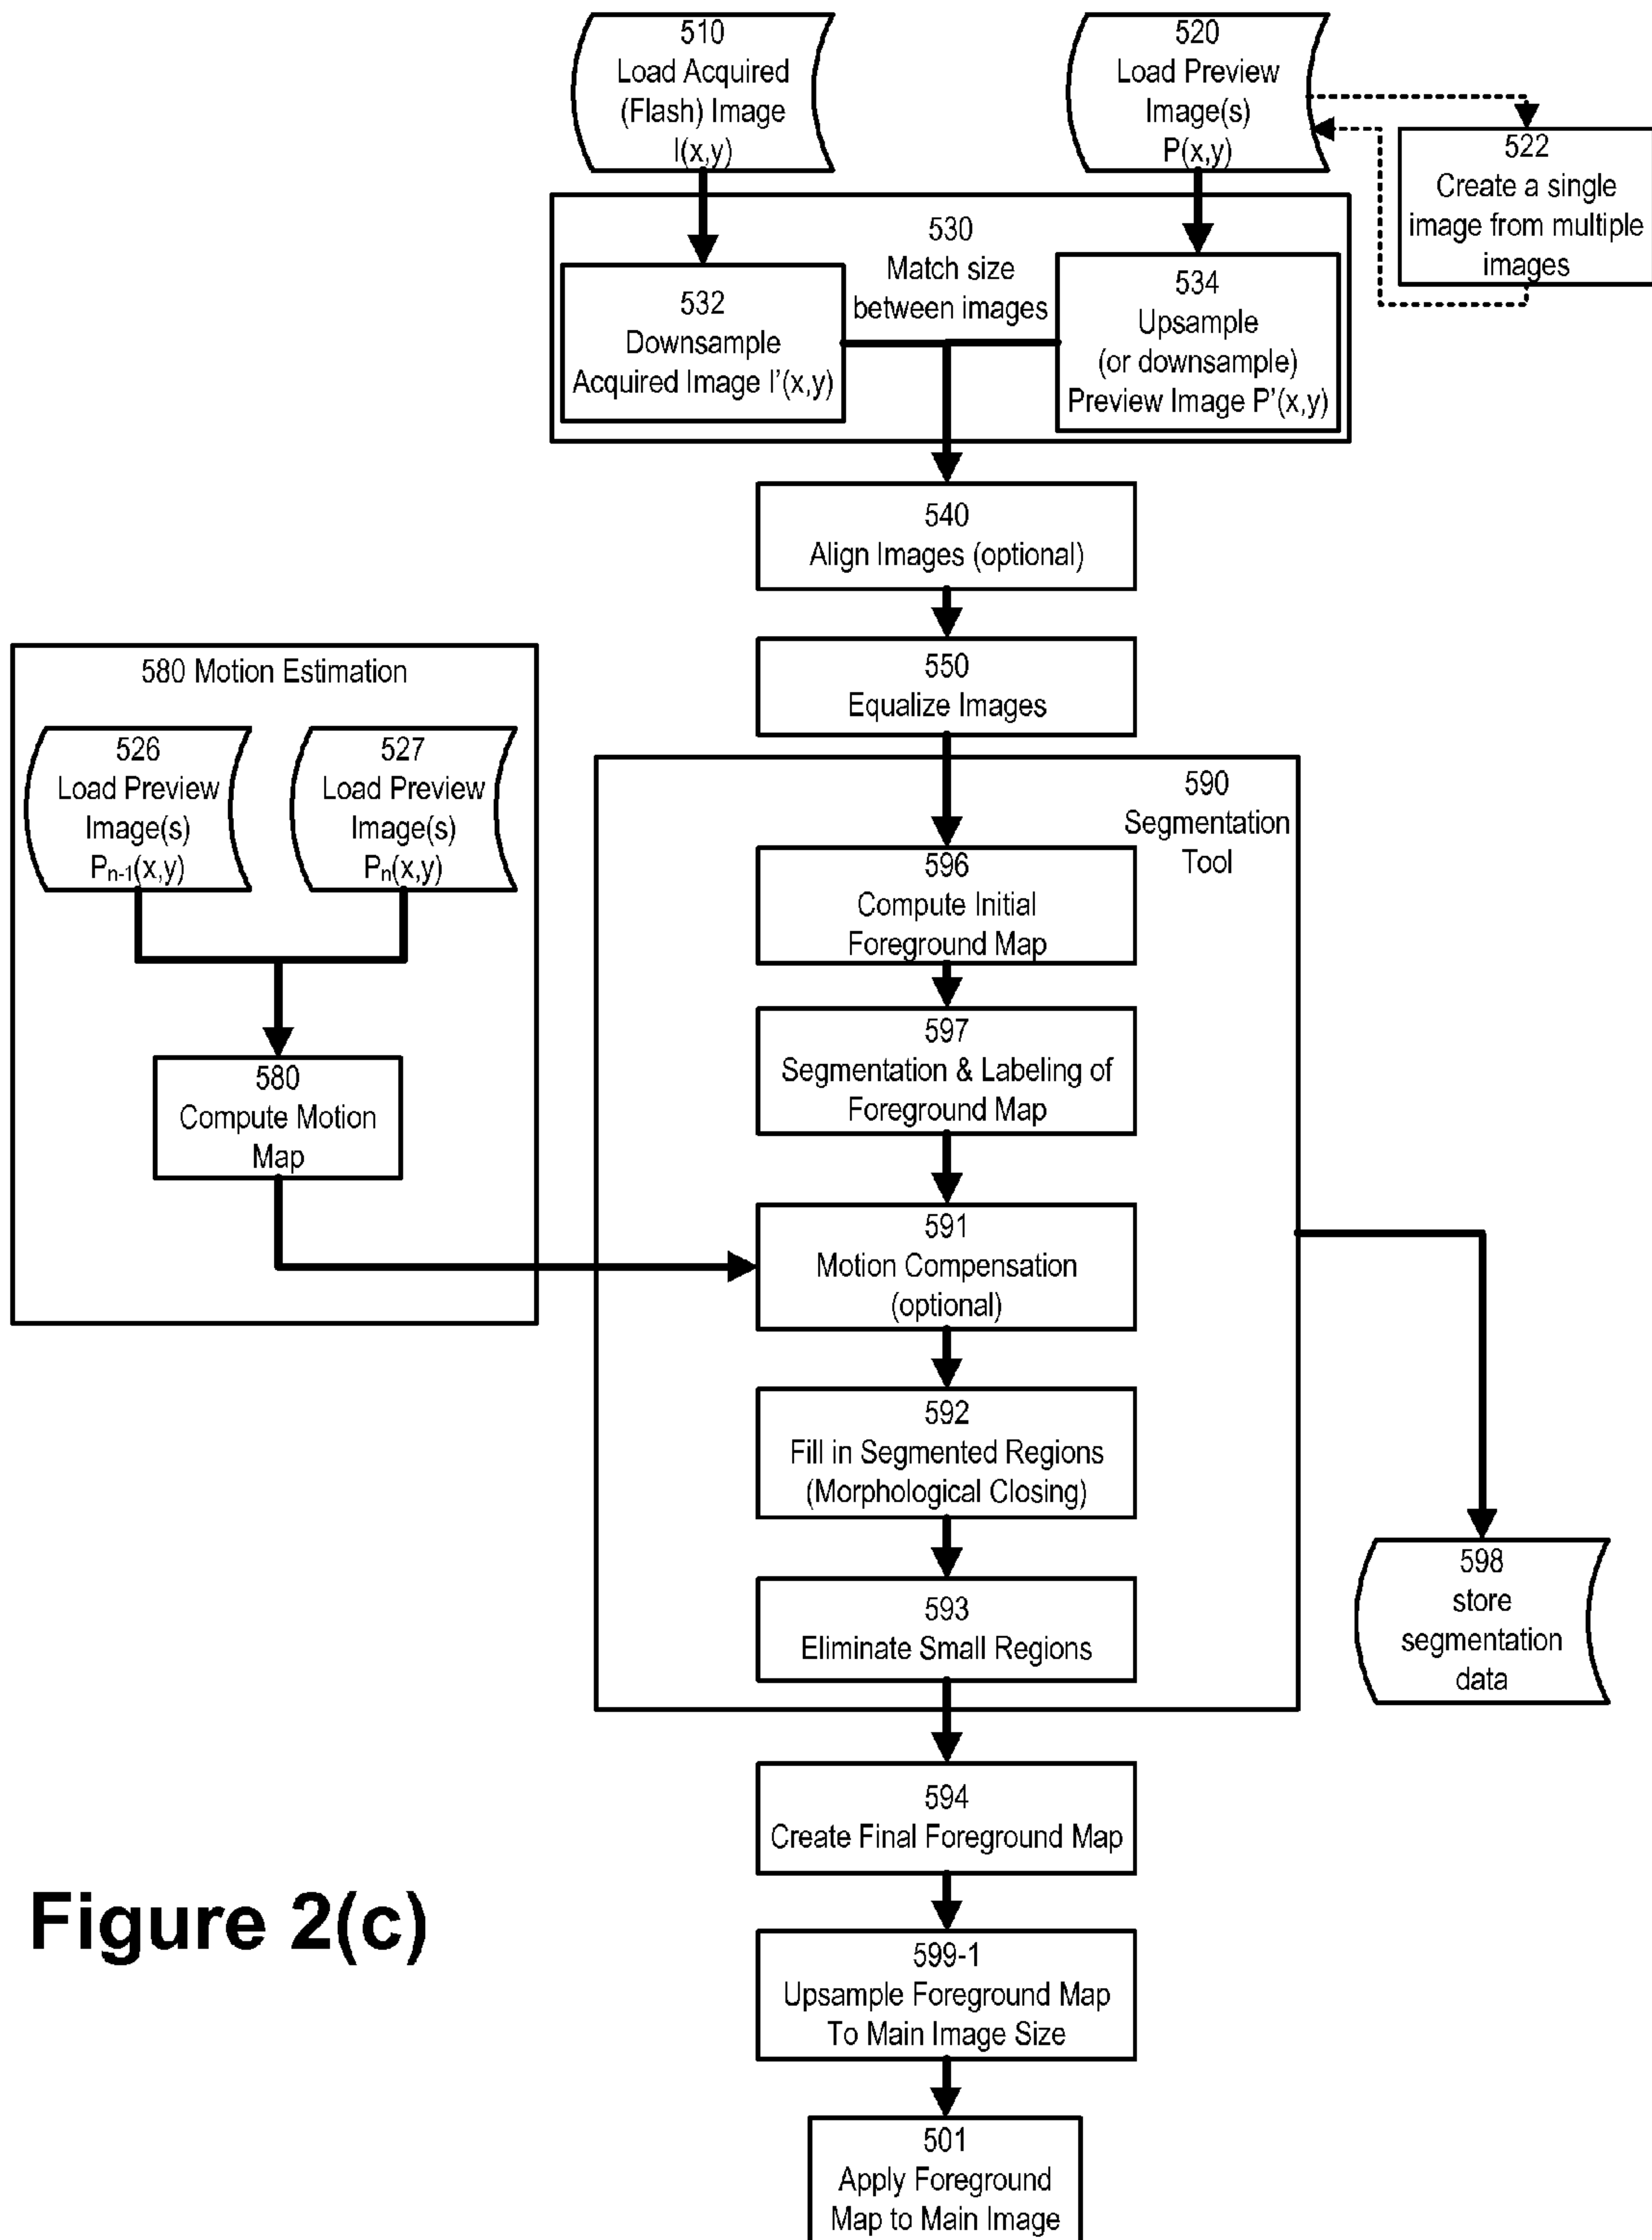 510
Load Acquired
(Flash) Image
I(x,y)
520
Load Preview
Image(s)
P(x,y)
522
Create a single
image from multiple
images
530
Match size
between images
532
Downsample
Acquired Image I'(x,y)
534
Upsample
(or downsample)
Preview Image P'(x,y)
540
Align Images (optional)
550
Equalize Images
580 Motion Estimation
526
Load Preview
Image(s)
Pn-1(x,y)
527
Load Preview
Image(s)
Pn(x,y)
580
Compute Motion
Map
590
Segmentation
Tool
596
Compute Initial
Foreground Map
597
Segmentation & Labeling of
Foreground Map
591
Motion Compensation
(optional)
592
Fill in Segmented Regions
(Morphological Closing)
593
Eliminate Small Regions
598
store
segmentation
data
594
Create Final Foreground Map
599-1
Upsample Foreground Map
To Main Image Size
501
Apply Foreground
Map to Main Image
Figure 2(c)